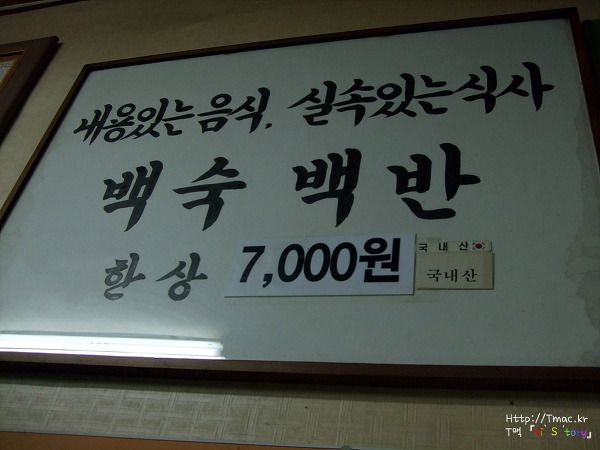 내용있는음식, 실속있는식사
백숙 백반
한상 7,000원
국내산
국내산
Http://Tmac.kr
T맥 『Ti'S Story』